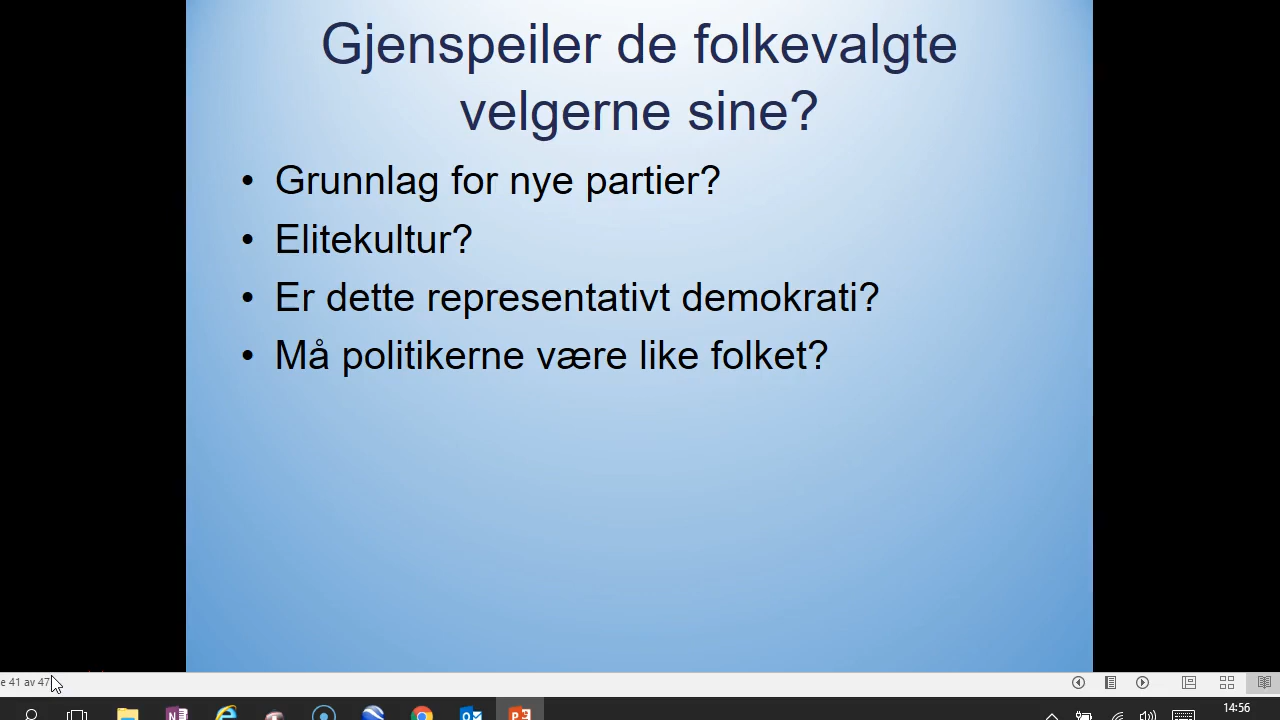 Gjenspeiler de folkevalgte
velgerne sine?
• Grunnlag for nye partier?
• Elitekultur?
• Er dette representativt demokrati?
• Må politikerne være like folket?
e 41 av 47
14:56